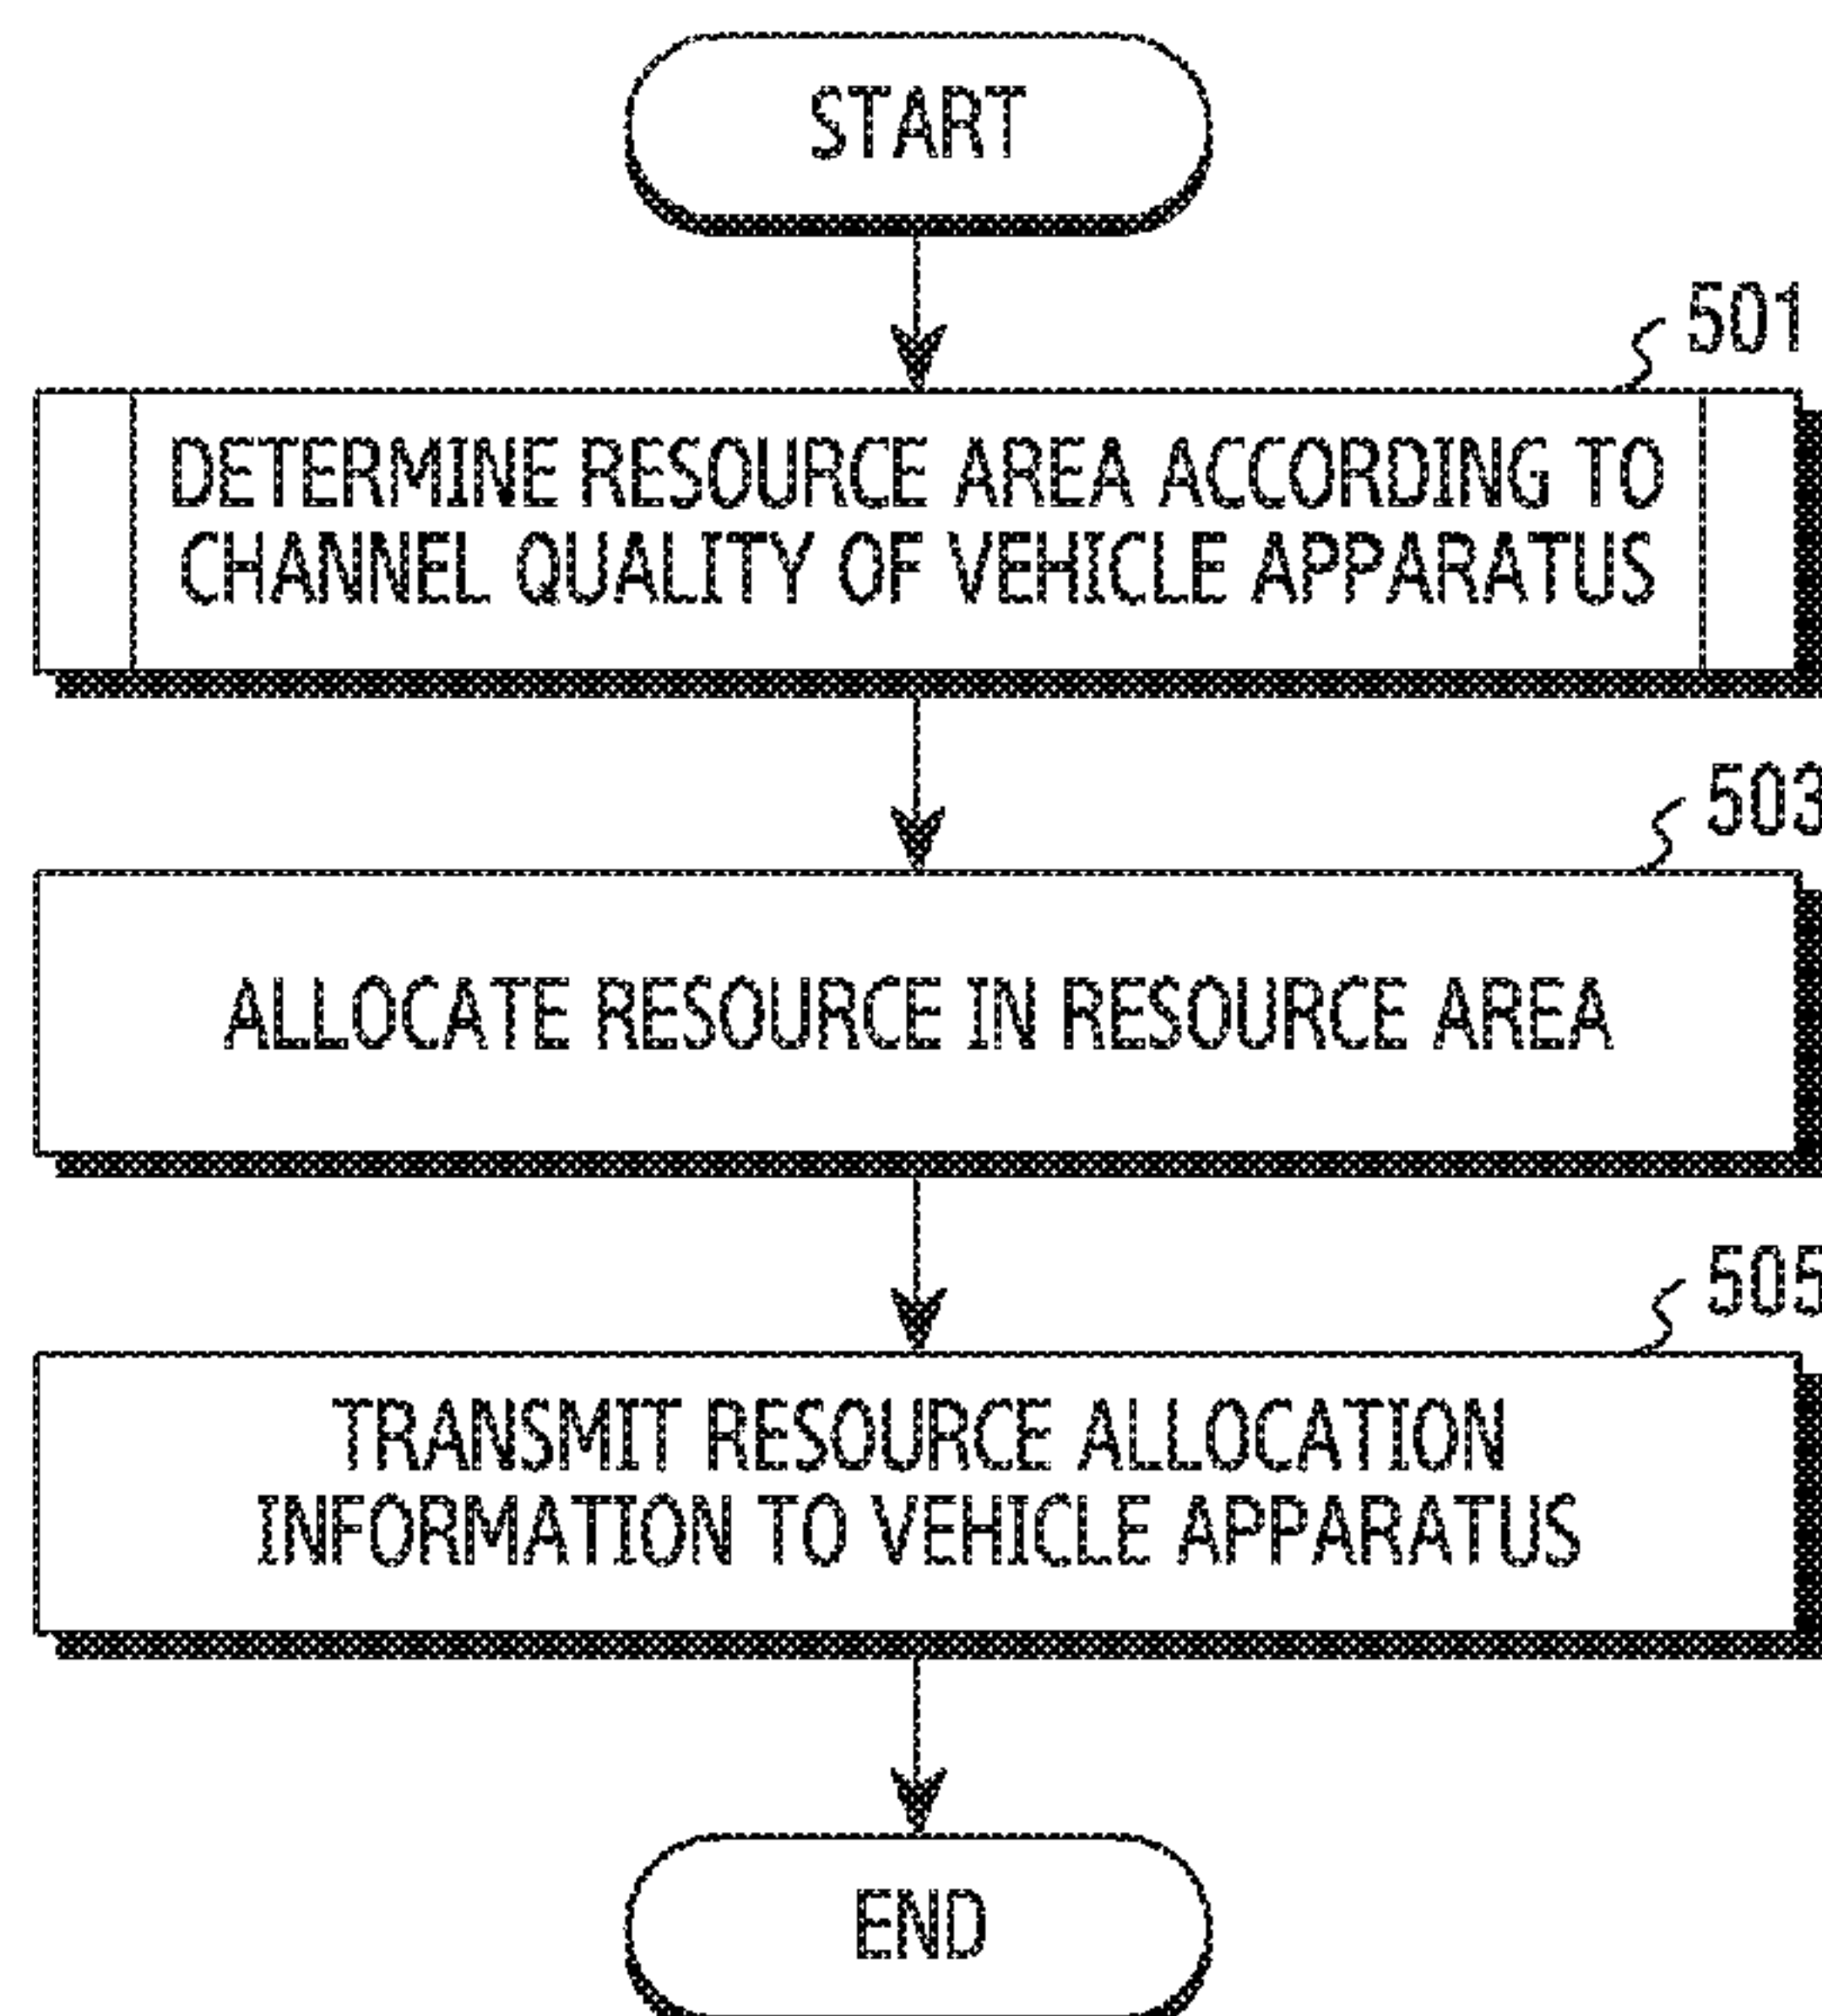 START
501
DETERMINE RESOURCE AREA ACCORDING TO
CHANNEL QUALITY OF VEHICLE APPARATUS
503
ALLOCATE RESOURCE IN RESOURCE AREA
505
TRANSMIT RESOURCE ALLOCATION
INFORMATION TO VEHICLE APPARATUS
END